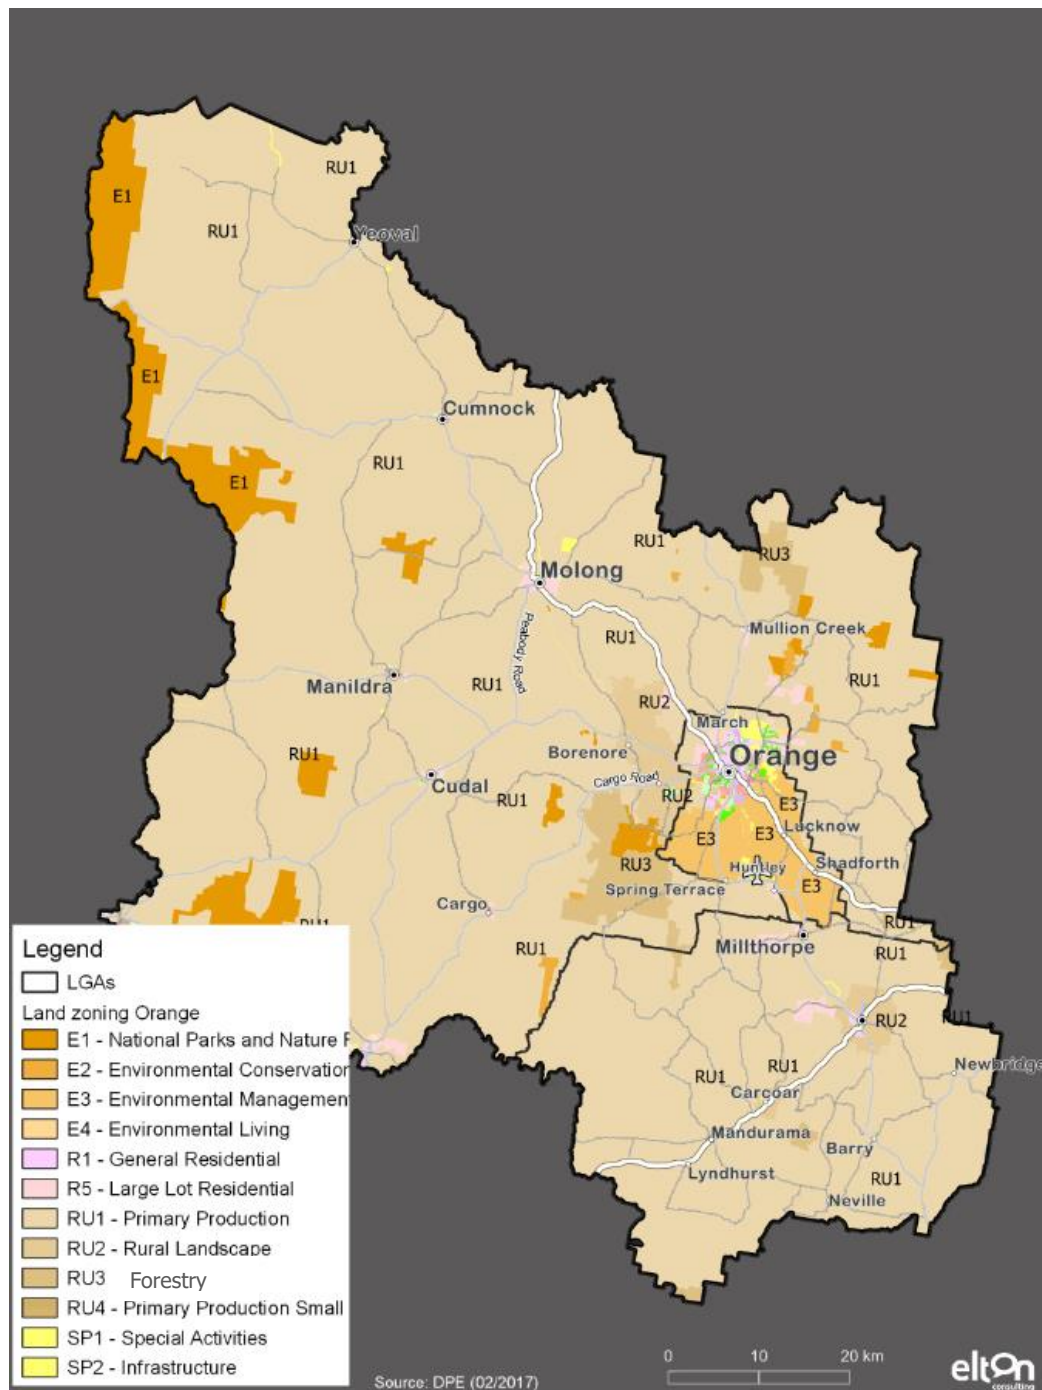 RU1
E1
RU1
Yeoval
E1
Cumnock
RU1
E1
RU1
RU3
Molong
Mullion Creek
RU1
Peabody Road
RU1
RU1
Manildra
RU2
March
Borenore
Orange
RU1
Cargo Road
Cudal
RU1
RU2
E3
Lucknow
E3
E3
RU3
Huntley
Shadforth
Spring Terrace
E3
Cargo
RU1
RU1
Millthorpe
RU1
RU1
RU2
RU1
Newbridge
RU1
RU1
Carcoar
Mandurama
Barry
Lyndhurst
RU1
Neville
Legend
LGAs
Land zoning Orange
E1 - National Parks and Nature
E2 - Environmental Conservation
E3 - Environmental Management
E4 - Environmental Living
R1 - General Residential
R5 - Large Lot Residential
RU1 - Primary Production
RU2 - Rural Landscape
RU3 Forestry
RU4 - Primary Production Small
SP1 - Special Activities
SP2 - Infrastructure
Source: DPE (02/2017)
0 10 20 km
elton
consulting